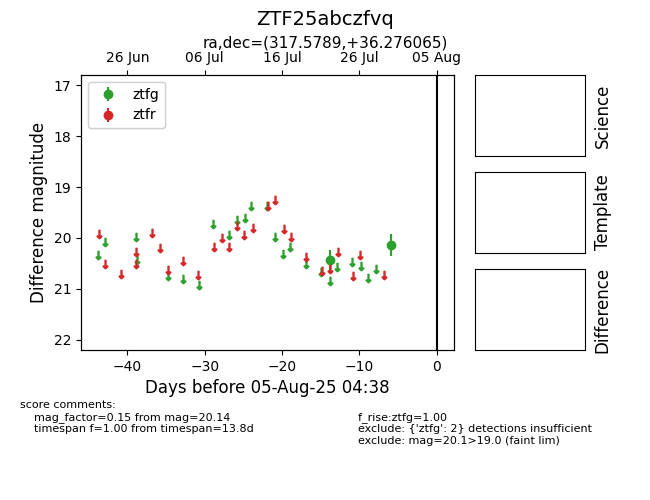 ZTF25abczfvq
ra,dec=(317.5789,+36.276065)
26 Jun 06 Jul 16 Jul 26 Jul 05 Aug
ztfg
ztfr
17
18
19
20
21
22
Difference magnitude
−40 −30 −20 −10 0
Days before 05-Aug-25 04:38
Science
Template
Difference
score comments:
mag_factor=0.15 from mag=20.14
timespan f=1.00 from timespan=13.8d
f_rise:ztfg=1.00
exclude: {'ztfg': 2} detections insufficient
exclude: mag=20.1>19.0 (faint lim)